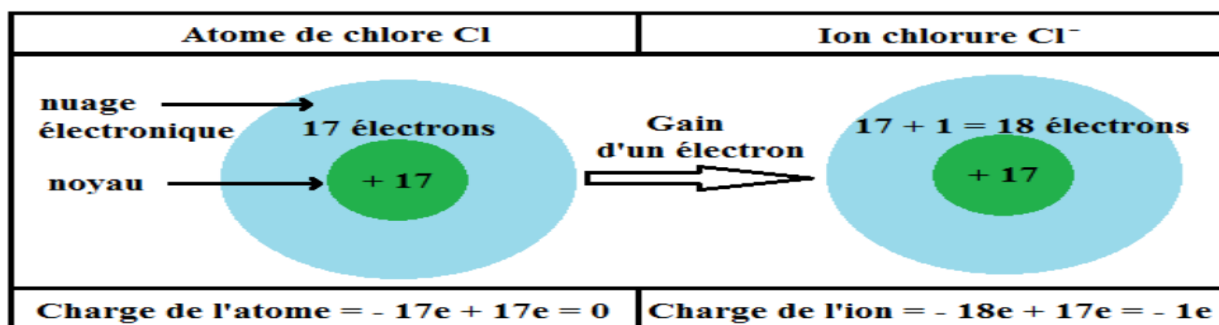 Atome de chlore Cl
Ion chlorure Cl⁻
nuage
électronique
17 électrons
noyau
+ 17
Gain
d'un électron
17 + 1 = 18 électrons
+ 17
Charge de l'atome = - 17e + 17e = 0
Charge de l'ion = - 18e + 17e = - 1e